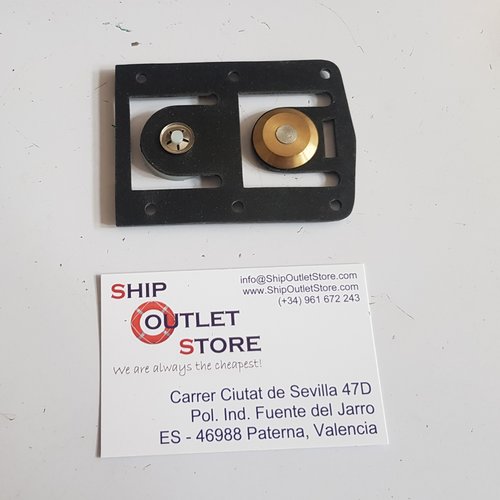 info@ShipOutletStore.com
www.ShipOutletStore.com
(+34) 961 672 243
SHIP
OUTLET
STORE
We are always the cheapest!
Carrer Ciutat de Sevilla 47D
Pol. Ind. Fuente del Jarro
ES - 46988 Paterna, Valencia